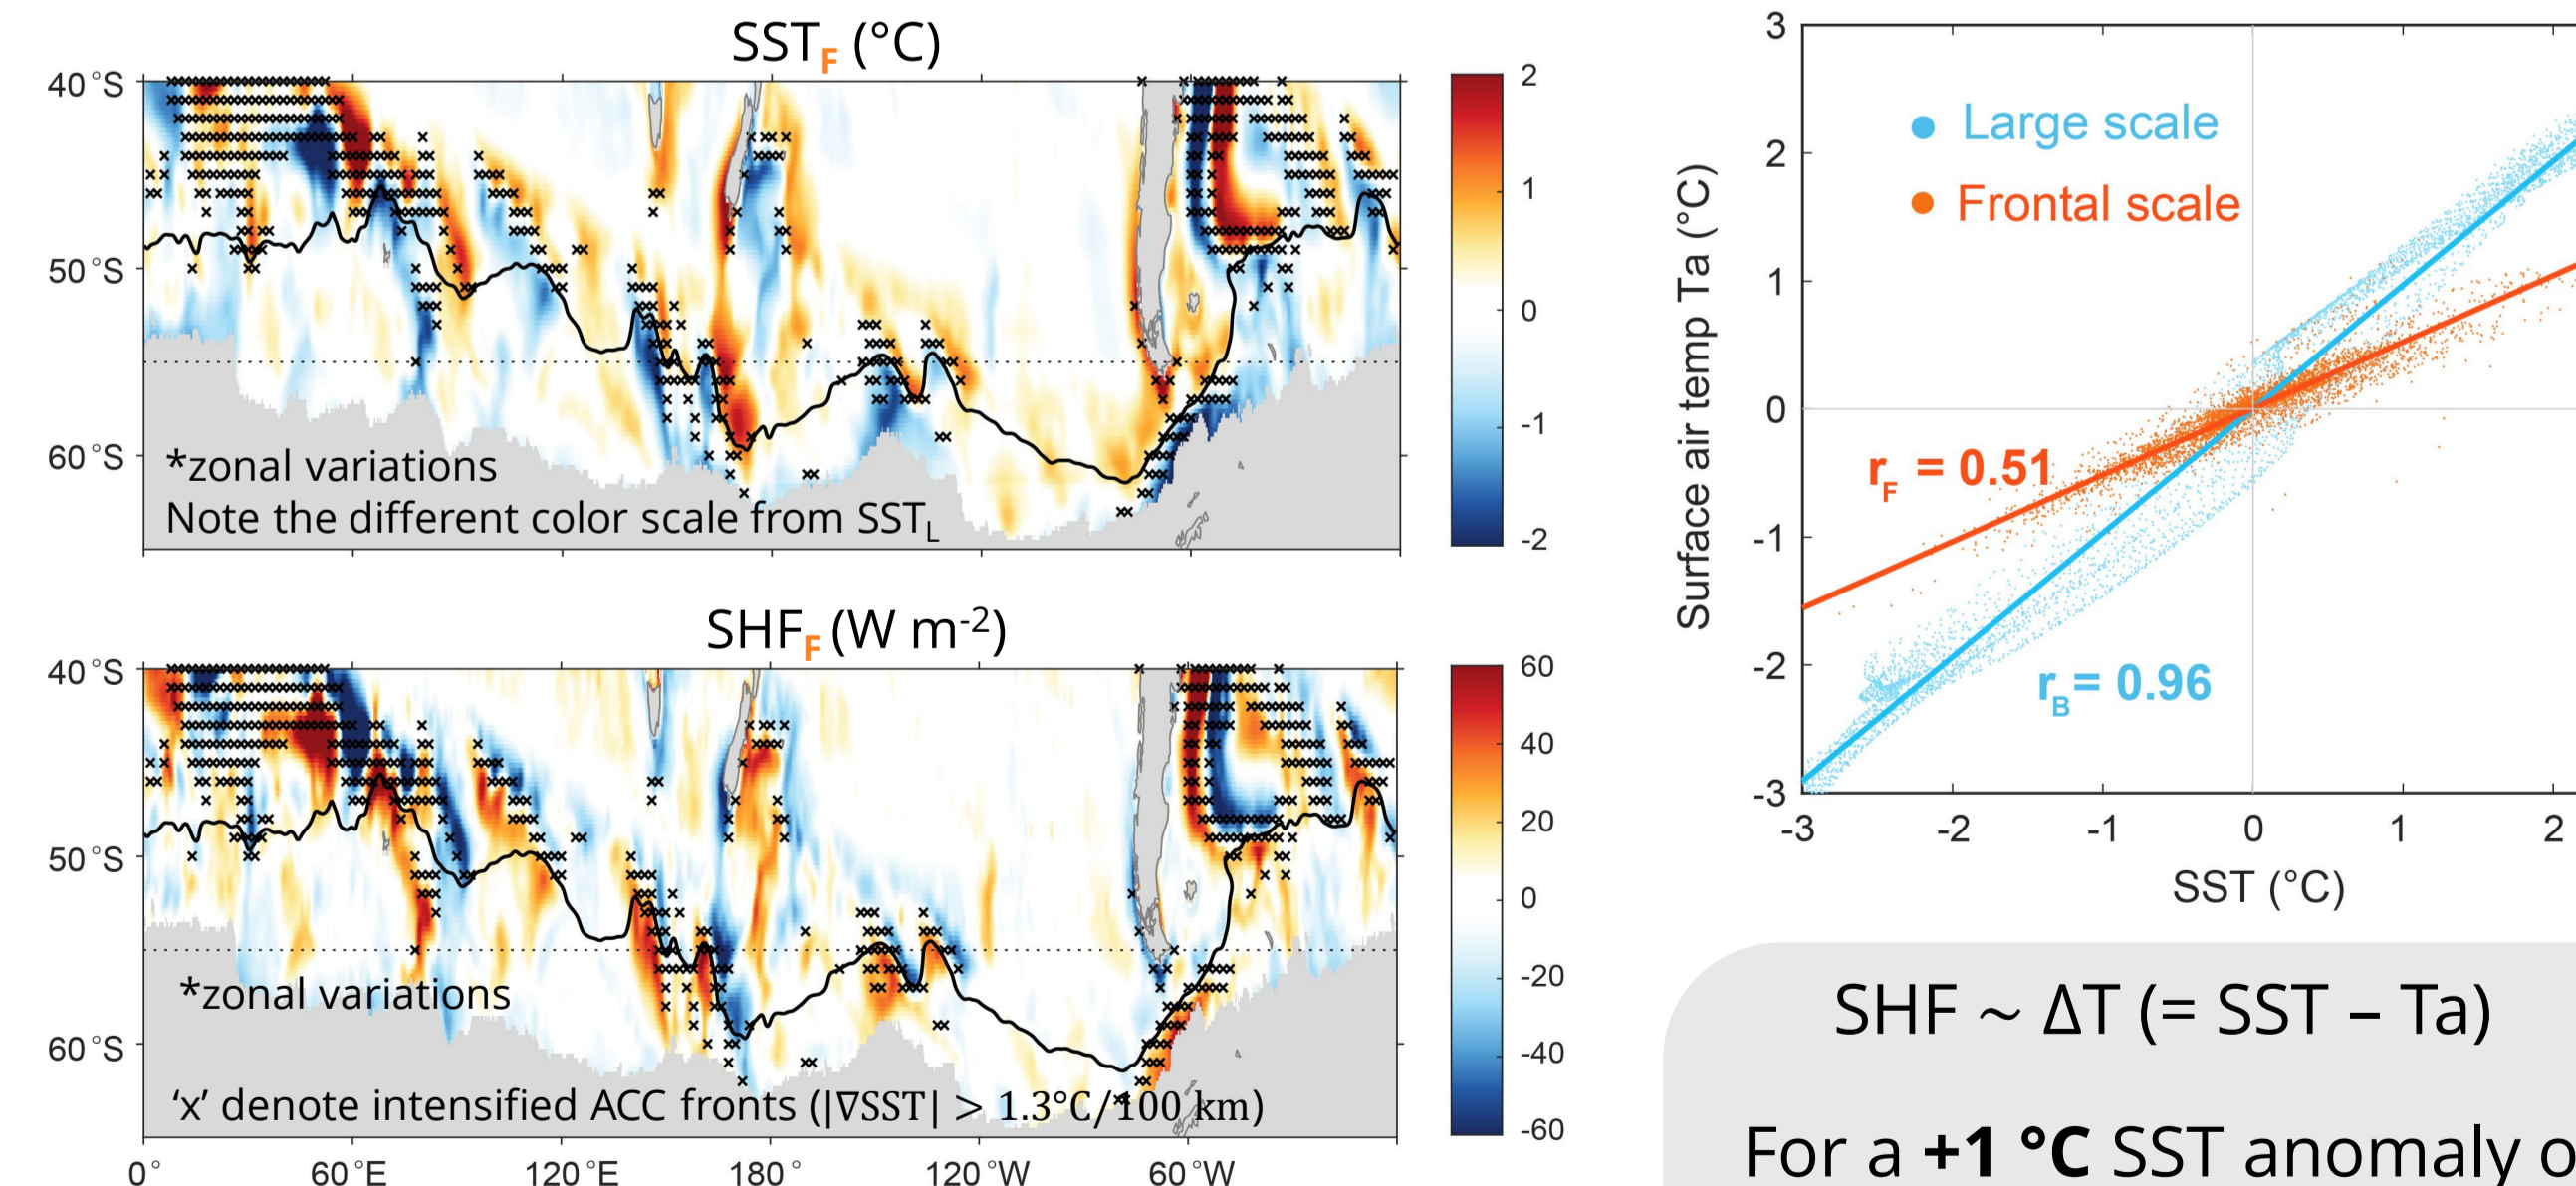 SST_F (°C)
40°S
50°S
60°S
*zonal variations
Note the different color scale from SST_L
2
1
0
-1
-2
SHF_F (W m-2)
40°S
50°S
60°S
*zonal variations
‘x’ denote intensified ACC fronts (|∇SST| > 1.3°C/100 km)
0°
60°E
120°E
180°
120°W
60°W
60
40
20
0
-20
-40
-60
Surface air temp Ta (°C)
3
2
1
0
-1
-2
-3
Large scale
Frontal scale
r_F = 0.51
r_B = 0.96
-3
-2
-1
0
1
2
SST (°C)
SHF ~ ΔT (= SST – Ta)
For a +1 °C SST anomaly o